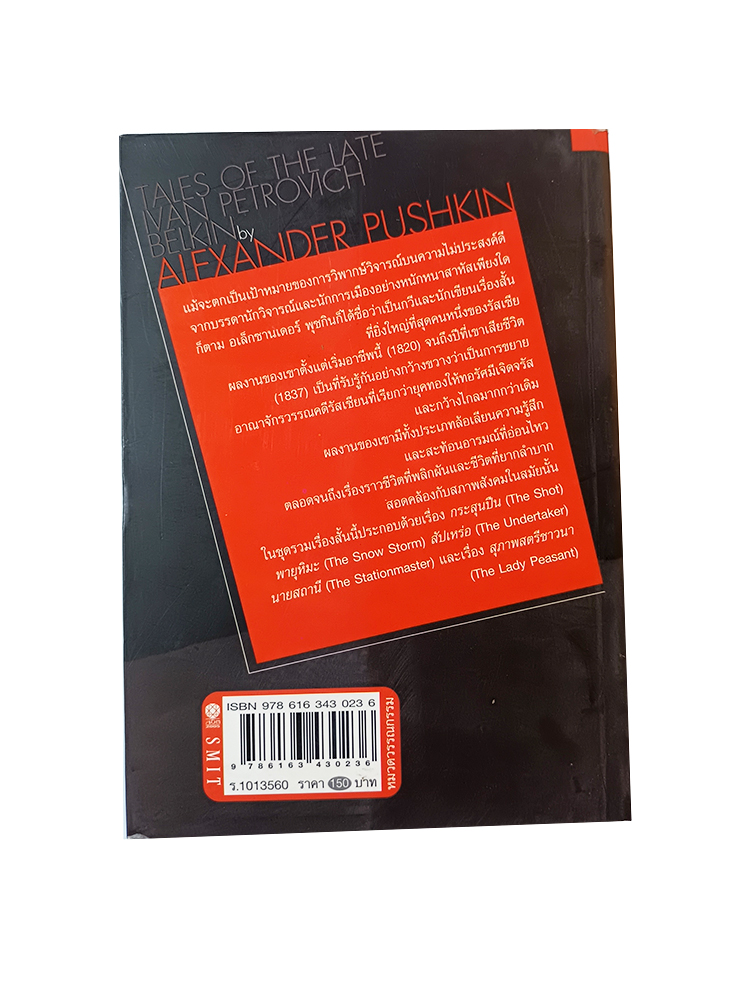 TALES OF THE LATE
IVAN PETROVICH
BELKIN by
ALEXANDER PUSHKIN
แม้จะตกเป็นเป้าหมายของการวิพากษ์วิจารณ์บนความไม่ประสงค์ดี
จากบรรดานักวิจารณ์และนักการเมืองอย่างหนักหนาสาหัสเพียงใด
ก็ตาม อเล็กซานเดอร์ พุชกินก็ได้ชื่อว่าเป็นกวีและนักเขียนเรื่องสั้น
ที่ยิ่งใหญ่ที่สุดคนหนึ่งของรัสเซีย
ผลงานของเขาตั้งแต่เริ่มอาชีพนี้ (1820) จนถึงปีที่เขาเสียชีวิต
(1837) เป็นที่รับรู้กันอย่างกว้างขวางว่าเป็นการขยาย
อาณาจักรวรรณคดีรัสเซียนที่เรียกว่ายุคทองให้ทอรัศมีเจิดจรัส
และกว้างไกลมากกว่าเดิม
ผลงานของเขามีทั้งประเภทล้อเลียนความรู้สึก
และสะท้อนอารมณ์ที่อ่อนไหว
ตลอดจนถึงเรื่องราวชีวิตที่พลิกผันและชีวิตที่ยากลำบาก
สอดคล้องกับสภาพสังคมในสมัยนั้น
ในชุดรวมเรื่องสั้นนี้ประกอบด้วยเรื่อง กระสุนปืน (The Shot)
พายุหิมะ (The Snow Storm) สัปเหร่อ (The Undertaker)
นายสถานี (The Stationmaster) และเรื่อง สุภาพสตรีชาวนา
(The Lady Peasant)
ISBN 978 616 343 023 6
9 786163 430236
ร.1013560 ราคา 150 บาท
SMIT
หมวดวรรณกรรม